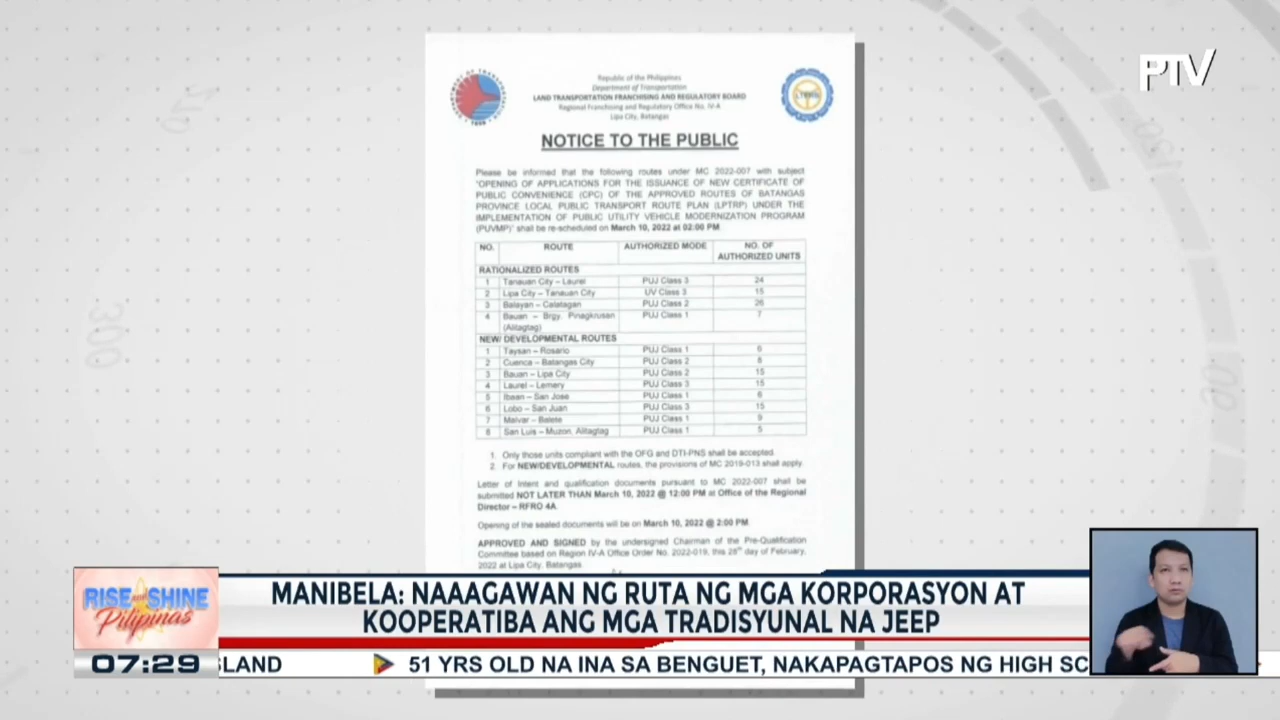 PTV
Republic of the Philippines
Department of Transportation
LAND TRANSPORTATION FRANCHISING AND REGULATORY BOARD
Regional Franchising and Regulatory Office No. IV-A
Lipa City, Batangas
NOTICE TO THE PUBLIC
Please be informed that the following routes under MC 2022-007 with subject
"OPENING OF APPLICATIONS FOR THE ISSUANCE OF NEW CERTIFICATE OF
PUBLIC CONVENIENCE (CPC) OF THE APPROVED ROUTES OF BATANGAS
PROVINCE LOCAL PUBLIC TRANSPORT ROUTE PLAN (LPTRP) UNDER THE
IMPLEMENTATION OF PUBLIC UTILITY VEHICLE MODERNIZATION PROGRAM
(PUVMP)" shall be re-scheduled on March 10, 2022 at 02:00 PM.
NO. ROUTE AUTHORIZED MODE NO. OF AUTHORIZED UNITS
RATIONALIZED ROUTES
1 Tanauan City – Laurel PUJ Class 3 24
2 Lipa City – Tanauan City UV Class 3 15
3 Balayan – Calatagan PUJ Class 2 26
4 Bauan – Brgy. Pinagkrusan (Alitagtag) PUJ Class 1 7
NEW/ DEVELOPMENTAL ROUTES
1 Taysan – Rosario PUJ Class 1 6
2 Cuenca – Batangas City PUJ Class 2 8
3 Bauan – Lipa City PUJ Class 2 15
4 Laurel – Lemery PUJ Class 3 15
5 Ibaan – San Jose PUJ Class 1 6
6 Lobo – San Juan PUJ Class 3 15
7 Malvar – Balete PUJ Class 1 9
8 San Luis – Muzon, Alitagtag PUJ Class 1 5
1. Only those units compliant with the OFG and DTI-PNS shall be accepted.
2. For NEW/DEVELOPMENTAL routes, the provisions of MC 2019-013 shall apply.
Letter of Intent and qualification documents pursuant to MC 2022-007 shall be
submitted NOT LATER THAN March 10, 2022 @ 12:00 PM at Office of the Regional
Director – RFRO 4A.
Opening of the sealed documents will be on March 10, 2022 @ 2:00 PM.
APPROVED AND SIGNED by the undersigned Chairman of the Pre-Qualification
Committee based on Region IV-A Office Order No. 2022-019, this 28th day of February,
2022 at Lipa City, Batangas.
RISE AND SHINE
Pilipinas
MANIBELA: NAAAGAWAN NG RUTA NG MGA KORPORASYON AT
KOOPERATIBA ANG MGA TRADISYUNAL NA JEEP
07:29
SLAND 51 YRS OLD NA INA SA BENGUET, NAKAPAGTAPOS NG HIGH SC